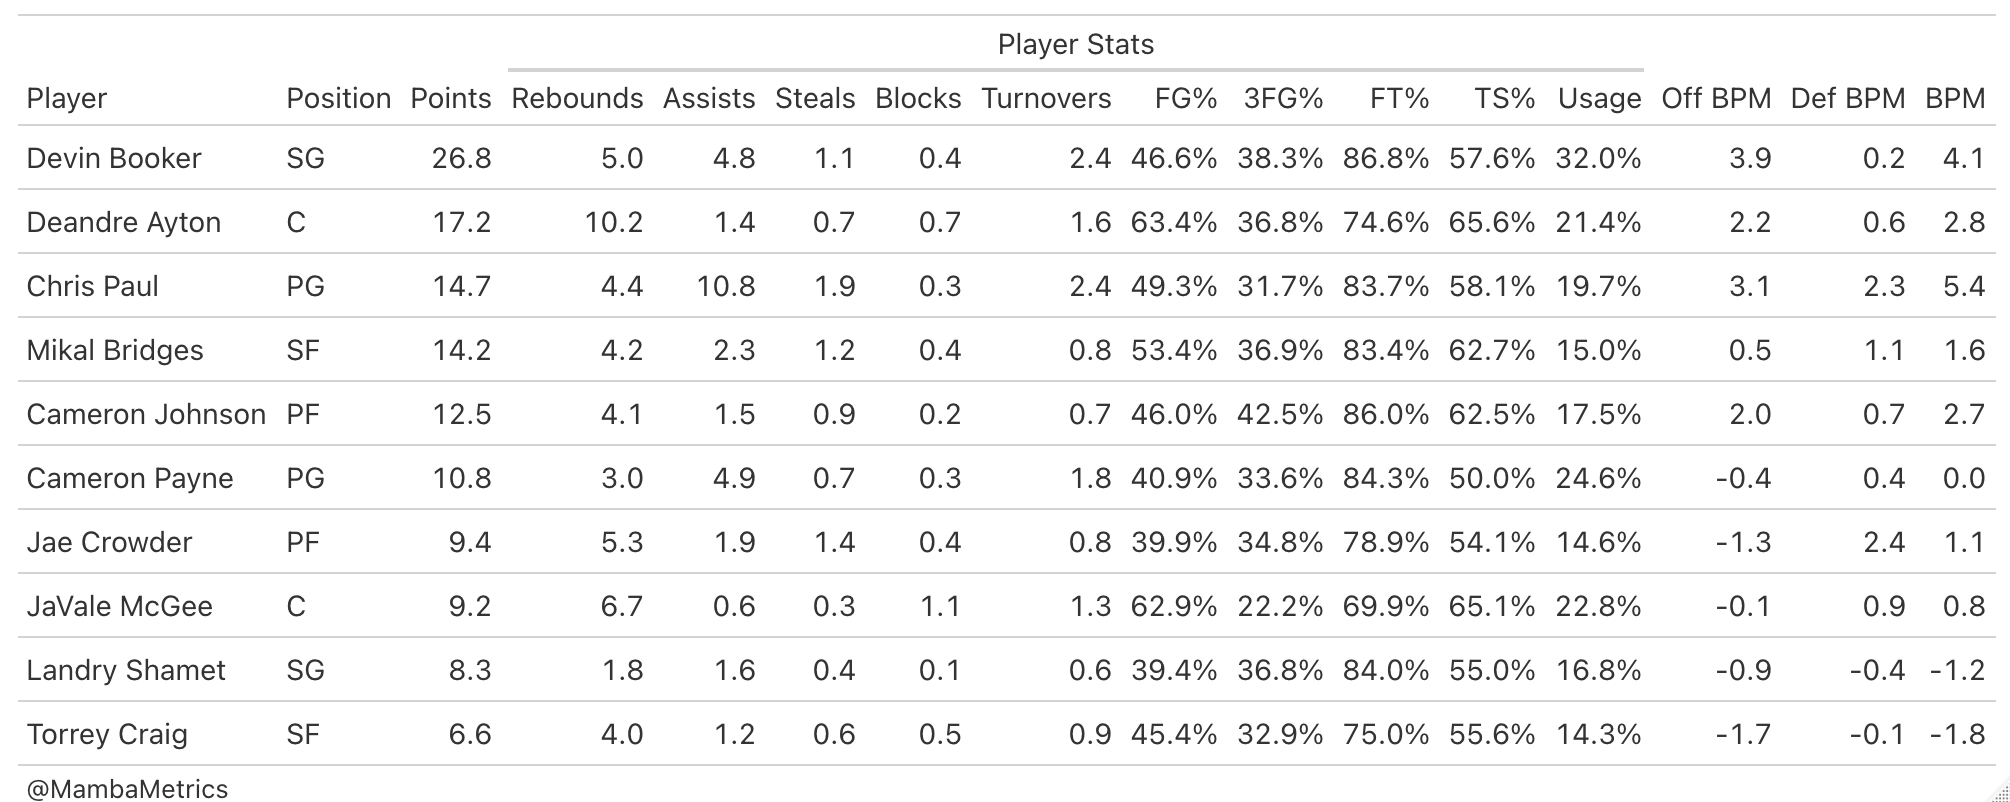 Player Stats
Player Position Points Rebounds Assists Steals Blocks Turnovers FG% 3FG% FT% TS% Usage Off BPM Def BPM BPM
Devin Booker SG 26.8 5.0 4.8 1.1 0.4 2.4 46.6% 38.3% 86.8% 57.6% 32.0% 3.9 0.2 4.1
Deandre Ayton C 17.2 10.2 1.4 0.7 0.7 1.6 63.4% 36.8% 74.6% 65.6% 21.4% 2.2 0.6 2.8
Chris Paul PG 14.7 4.4 10.8 1.9 0.3 2.4 49.3% 31.7% 83.7% 58.1% 19.7% 3.1 2.3 5.4
Mikal Bridges SF 14.2 4.2 2.3 1.2 0.4 0.8 53.4% 36.9% 83.4% 62.7% 15.0% 0.5 1.1 1.6
Cameron Johnson PF 12.5 4.1 1.5 0.9 0.2 0.7 46.0% 42.5% 86.0% 62.5% 17.5% 2.0 0.7 2.7
Cameron Payne PG 10.8 3.0 4.9 0.7 0.3 1.8 40.9% 33.6% 84.3% 50.0% 24.6% -0.4 0.4 0.0
Jae Crowder PF 9.4 5.3 1.9 1.4 0.4 0.8 39.9% 34.8% 78.9% 54.1% 14.6% -1.3 2.4 1.1
JaVale McGee C 9.2 6.7 0.6 0.3 1.1 1.3 62.9% 22.2% 69.9% 65.1% 22.8% -0.1 0.9 0.8
Landry Shamet SG 8.3 1.8 1.6 0.4 0.1 0.6 39.4% 36.8% 84.0% 55.0% 16.8% -0.9 -0.4 -1.2
Torrey Craig SF 6.6 4.0 1.2 0.6 0.5 0.9 45.4% 32.9% 75.0% 55.6% 14.3% -1.7 -0.1 -1.8
@MambaMetrics